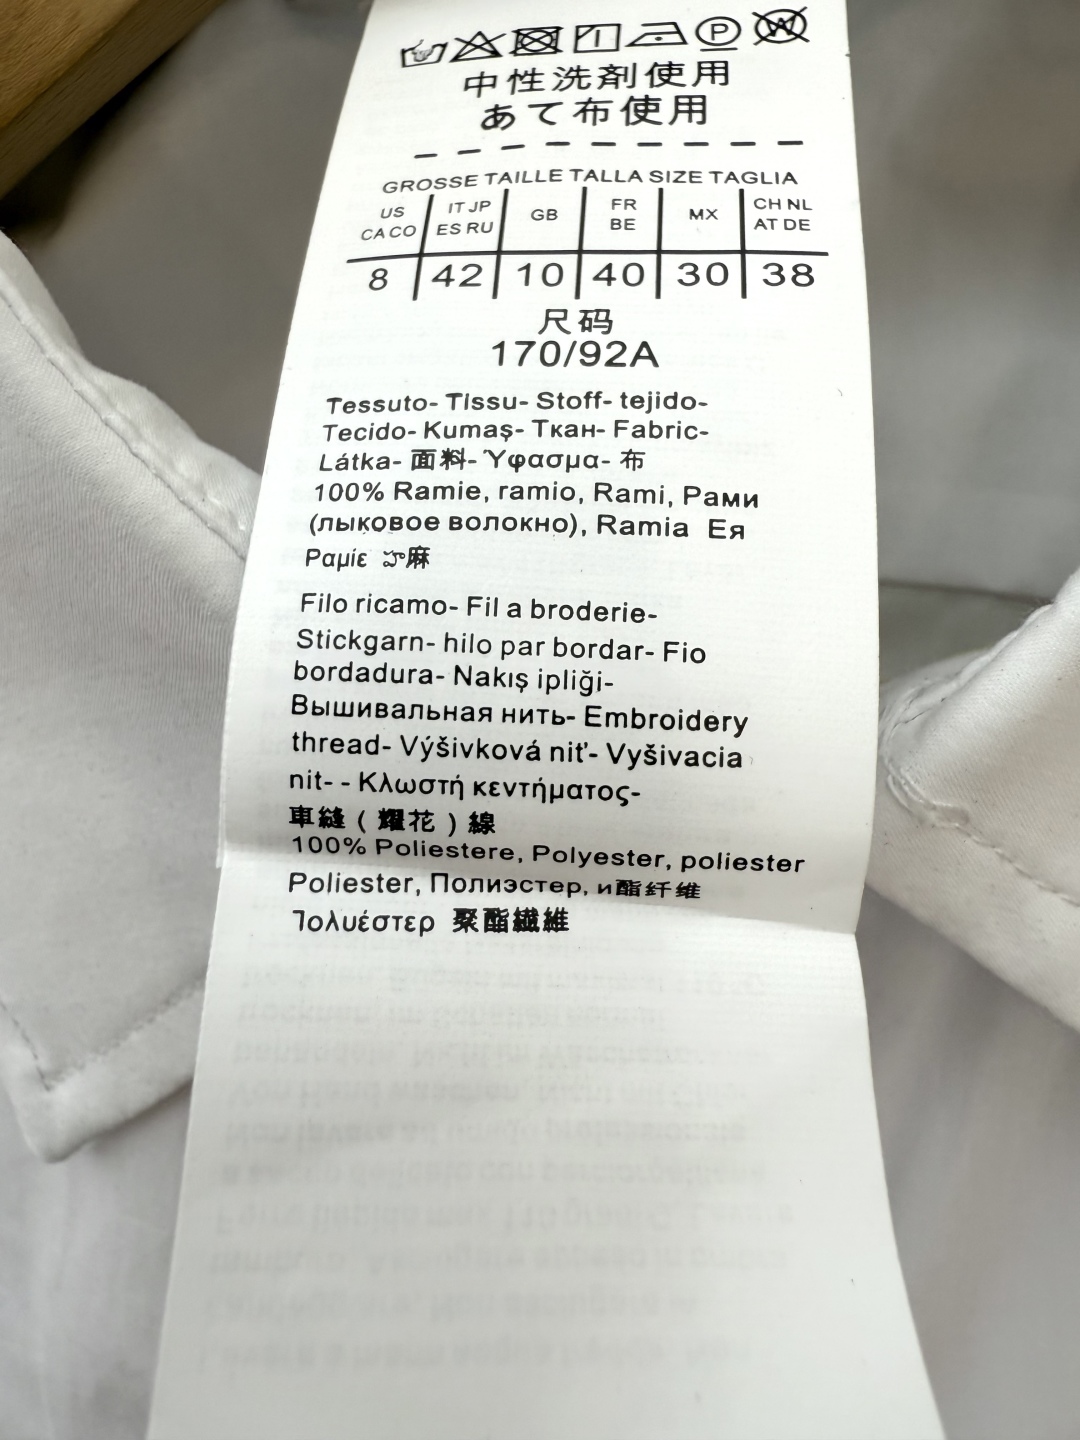 P W
中性洗剤使用
あて布使用
GROSSE TAILLE TALLA SIZE TAGLIA
US CA CO IT JP ES RU GB FR BE MX CH NL AT DE
8 42 10 40 30 38
尺码
170/92A
Tessuto- Tissu- Stoff- tejido-
Tecido- Kumaş- Ткан- Fabric-
Látka- 面料- Ύφασμα- 布
100% Ramie, ramio, Rami, Рами
(лыковое волокно), Ramia Ея
Ραμίε 麻
Filo ricamo- Fil a broderie-
Stickgarn- hilo par bordar- Fio
bordadura- Nakış ipliği-
Вышивальная нить- Embroidery
thread- Výšivková niť- Vyšivacia
nit- - Κλωστή κεντήματος-
車縫 ( 耀花 ) 線
100% Poliestere, Polyester, poliester
Poliester, Полиэстер, и酯纤维
Ίολυέστερ 聚酯纖維